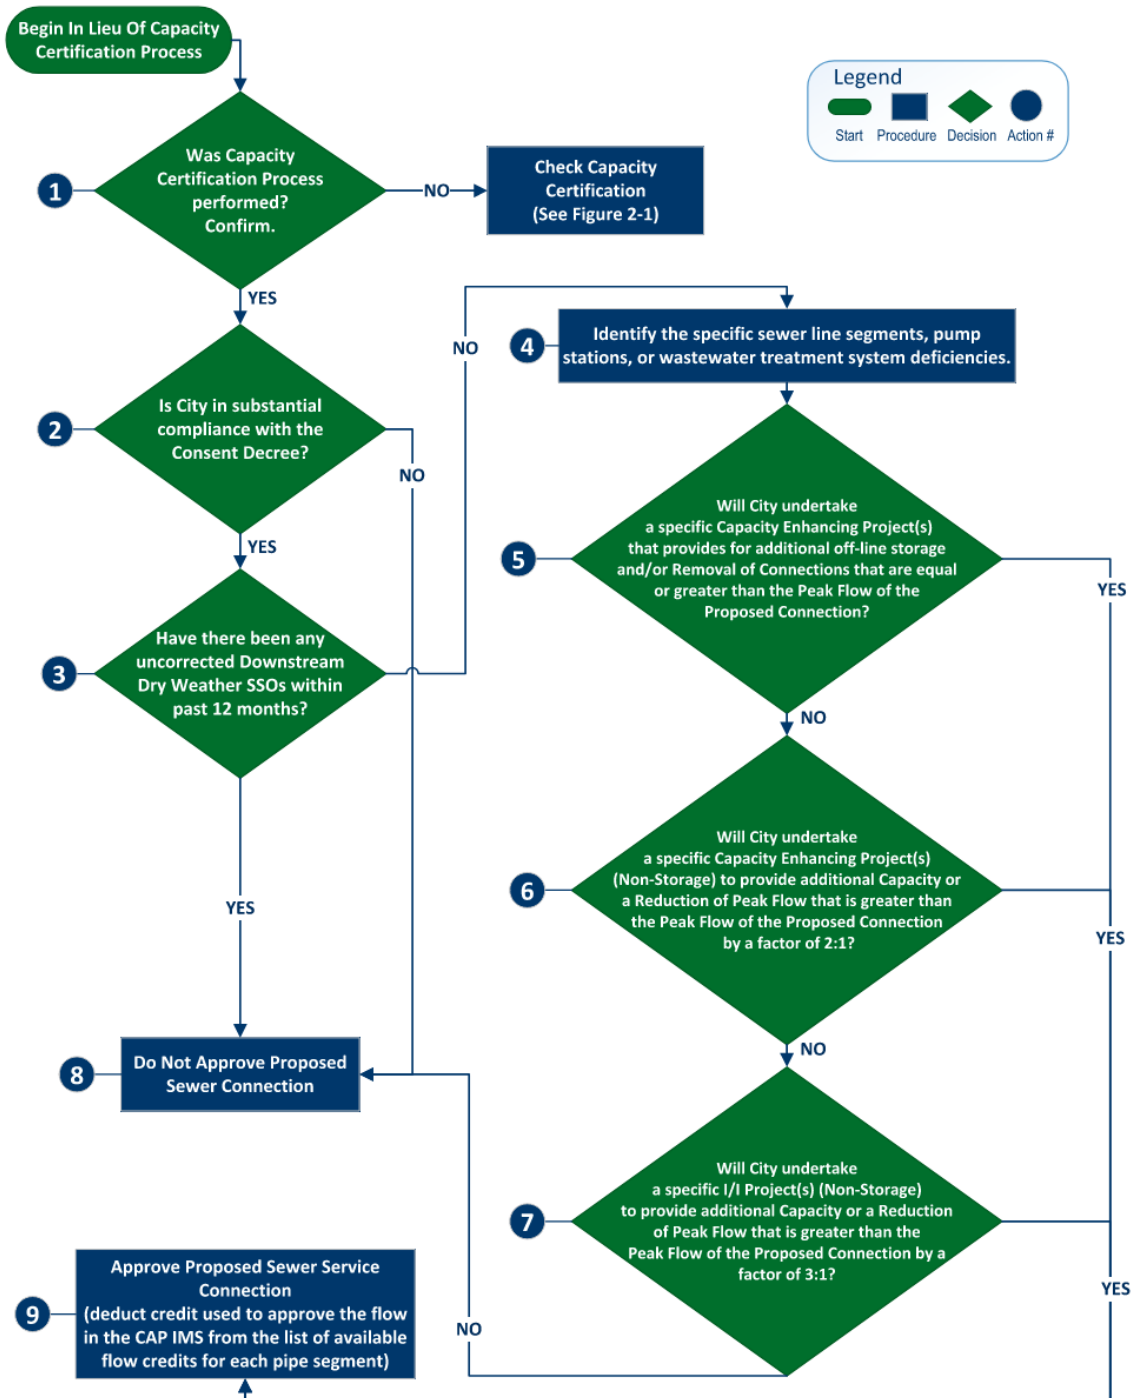 Begin In Lieu Of Capacity
Certification Process
Legend
Start
Procedure
Decision
Action #
1
Was Capacity
Certification Process
performed?
Confirm.
NO
Check Capacity
Certification
(See Figure 2-1)
YES
2
Is City in substantial
compliance with the
Consent Decree?
NO
YES
3
Have there been any
uncorrected Downstream
Dry Weather SSOs within
past 12 months?
NO
YES
4
Identify the specific sewer line segments, pump
stations, or wastewater treatment system deficiencies.
5
Will City undertake
a specific Capacity Enhancing Project(s)
that provides for additional off-line storage
and/or Removal of Connections that are equal
or greater than the Peak Flow of the
Proposed Connection?
YES
NO
6
Will City undertake
a specific Capacity Enhancing Project(s)
(Non-Storage) to provide additional Capacity or
a Reduction of Peak Flow that is greater than
the Peak Flow of the Proposed Connection
by a factor of 2:1?
YES
NO
7
Will City undertake
a specific I/I Project(s) (Non-Storage)
to provide additional Capacity or a Reduction
of Peak Flow that is greater than the
Peak Flow of the Proposed Connection by a
factor of 3:1?
YES
NO
8
Do Not Approve Proposed
Sewer Connection
9
Approve Proposed Sewer Service
Connection
(deduct credit used to approve the flow
in the CAP IMS from the list of available
flow credits for each pipe segment)